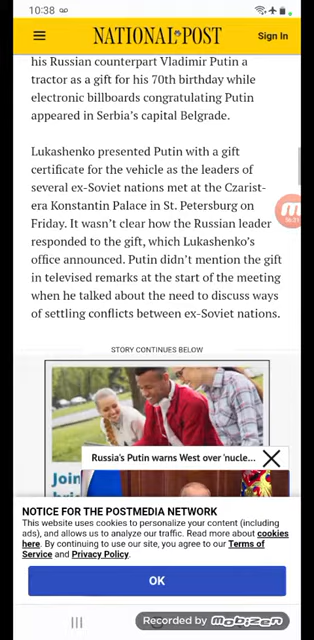 10:38
NATIONAL POST
Sign In
his Russian counterpart Vladimir Putin a
tractor as a gift for his 70th birthday while
electronic billboards congratulating Putin
appeared in Serbia's capital Belgrade.
Lukashenko presented Putin with a gift
certificate for the vehicle as the leaders of
several ex-Soviet nations met at the Czarist-
era Konstantin Palace in St. Petersburg on
Friday. It wasn't clear how the Russian leader
responded to the gift, which Lukashenko's
office announced. Putin didn't mention the gift
in televised remarks at the start of the meeting
when he talked about the need to discuss ways
of settling conflicts between ex-Soviet nations.
STORY CONTINUES BELOW
Russia's Putin warns West over 'nucle...
Join
NOTICE FOR THE POSTMEDIA NETWORK
This website uses cookies to personalize your content (including
ads), and allows us to analyze our traffic. Read more about cookies
here. By continuing to use our site, you agree to our Terms of
Service and Privacy Policy.
OK
Recorded by Mobizen